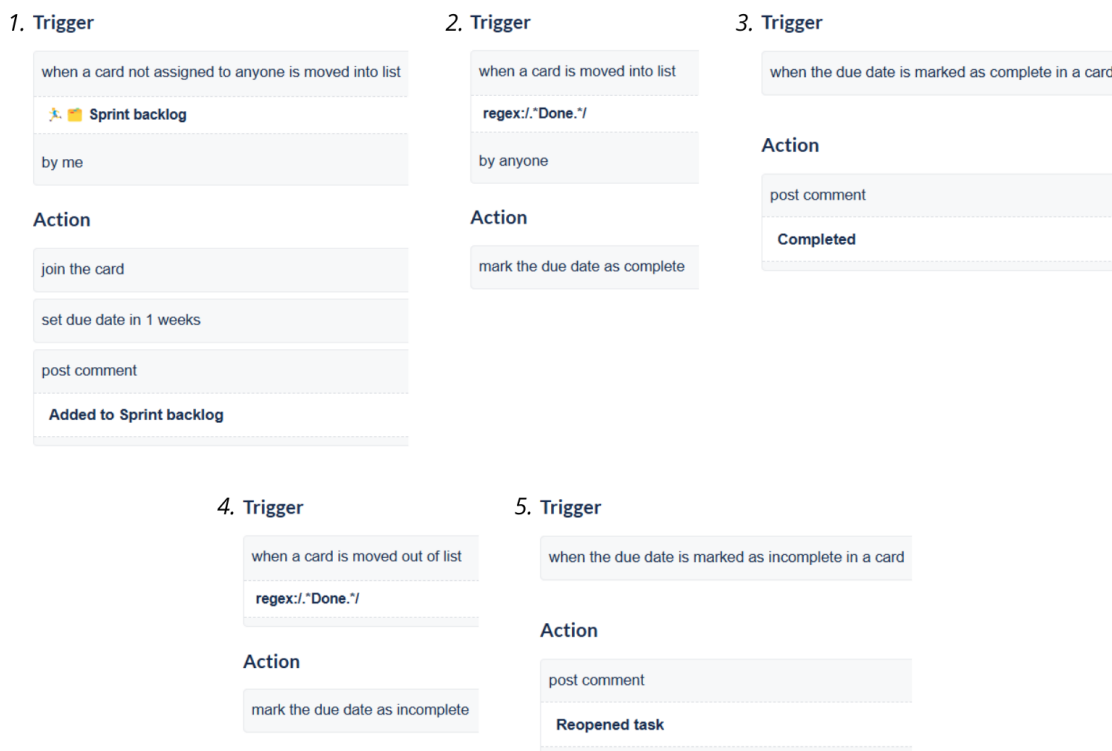 1. Trigger
when a card not assigned to anyone is moved into list
🏃‍♂️ 🗂️ Sprint backlog
by me
Action
join the card
set due date in 1 weeks
post comment
Added to Sprint backlog
2. Trigger
when a card is moved into list
regex:/.*Done.*/
by anyone
Action
mark the due date as complete
3. Trigger
when the due date is marked as complete in a card
Action
post comment
Completed
4. Trigger
when a card is moved out of list
regex:/.*Done.*/
Action
mark the due date as incomplete
5. Trigger
when the due date is marked as incomplete in a card
Action
post comment
Reopened task